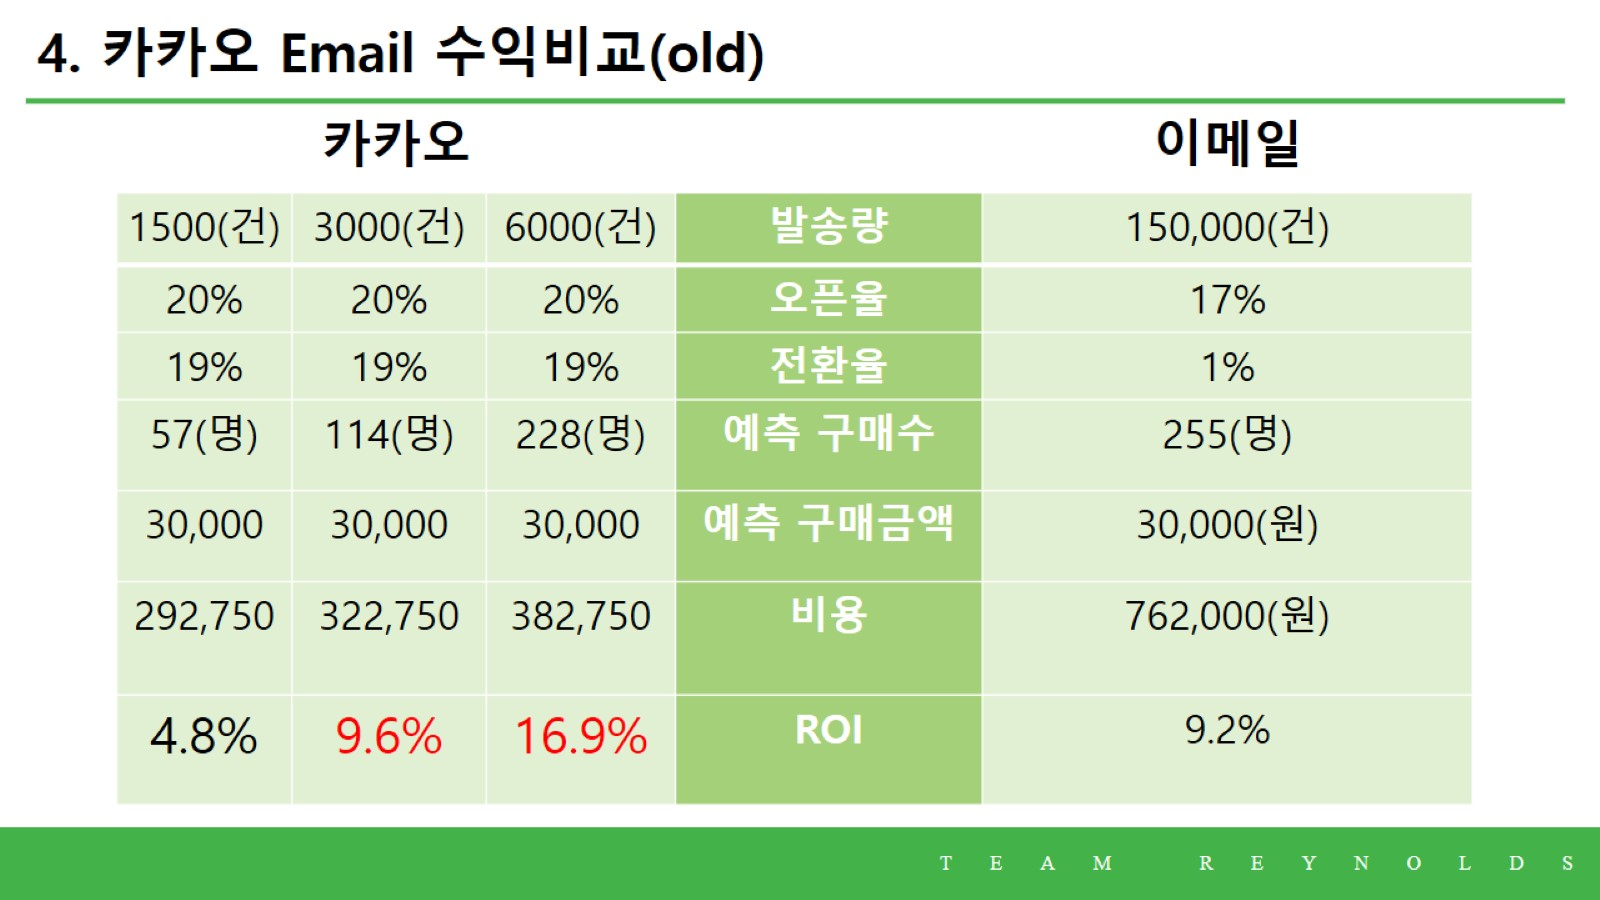 4. 카카오 Email 수익비교(old)
카카오 이메일
1500(건) 3000(건) 6000(건) 발송량 150,000(건)
20% 20% 20% 오픈율 17%
19% 19% 19% 전환율 1%
57(명) 114(명) 228(명) 예측 구매수 255(명)
30,000 30,000 30,000 예측 구매금액 30,000(원)
292,750 322,750 382,750 비용 762,000(원)
4.8% 9.6% 16.9% ROI 9.2%
TEAM REYNOLDS